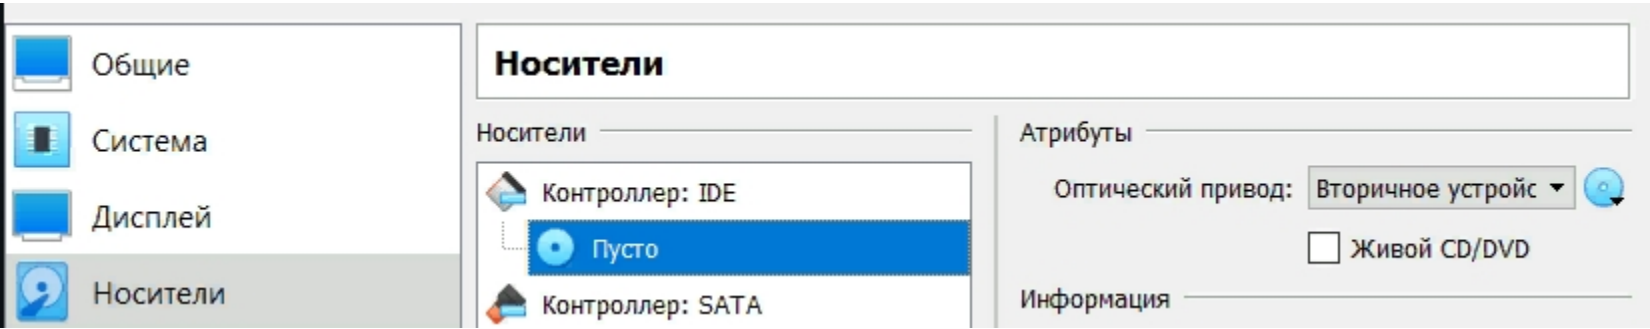 Общие
Система
Дисплей
Носители
Носители
Носители
Контроллер: IDE
Пусто
Контроллер: SATA
Атрибуты
Оптический привод: Вторичное устройс
Живой CD/DVD
Информация